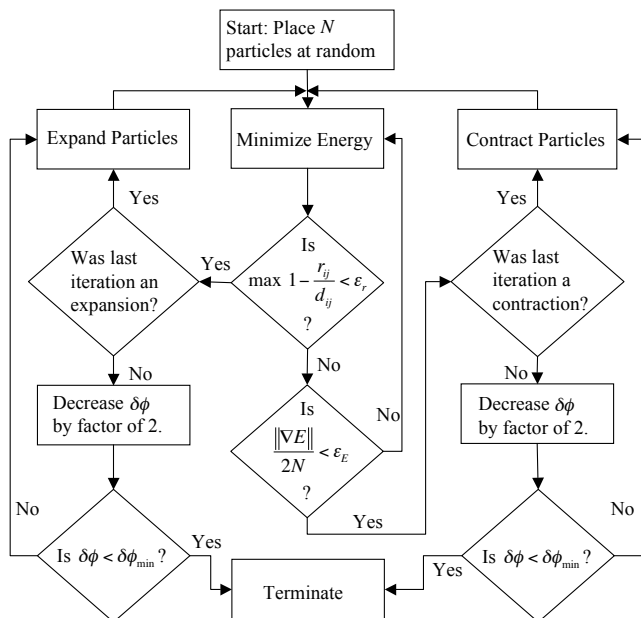 Start: Place N
particles at random
Expand Particles
Minimize Energy
Contract Particles
Yes
Yes
Was last
iteration an
expansion?
Yes
Is
max 1 − r_ij / d_ij < ε_r
?
Was last
iteration a
contraction?
No
No
No
Decrease δϕ
by factor of 2.
Is
‖∇E‖ / 2N < ε_E
?
No
Decrease δϕ
by factor of 2.
No
Yes
No
Is δϕ < δϕ_min ?
Yes
Terminate
Yes
Is δϕ < δϕ_min ?